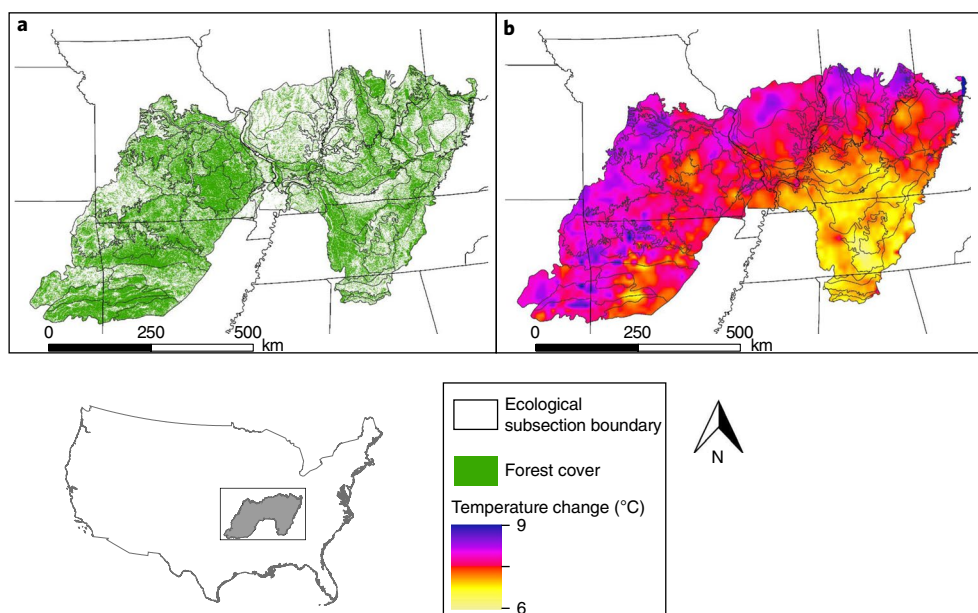 a
b
0 250 500
km
0 250 500
km
Ecological
subsection boundary
Forest cover
Temperature change (°C)
9
6
N